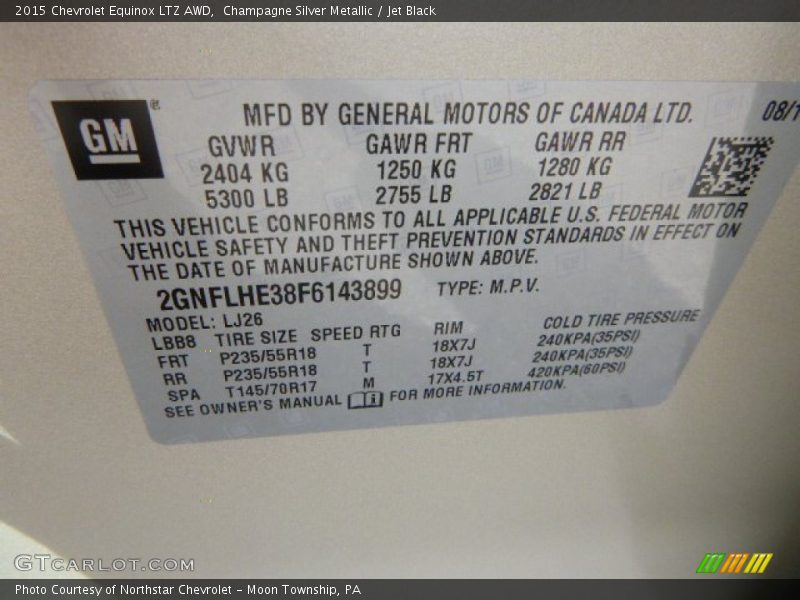 2015 Chevrolet Equinox LTZ AWD,  Champagne Silver Metallic / Jet Black
GM ®
MFD BY GENERAL MOTORS OF CANADA LTD. 08/1
GVWR GAWR FRT GAWR RR
2404 KG 1250 KG 1280 KG
5300 LB 2755 LB 2821 LB
THIS VEHICLE CONFORMS TO ALL APPLICABLE U.S. FEDERAL MOTOR
VEHICLE SAFETY AND THEFT PREVENTION STANDARDS IN EFFECT ON
THE DATE OF MANUFACTURE SHOWN ABOVE.
2GNFLHE38F6143899 TYPE: M.P.V.
MODEL: LJ26
LBB8 TIRE SIZE SPEED RTG RIM COLD TIRE PRESSURE
FRT P235/55R18 T 18X7J 240KPA(35PSI)
RR P235/55R18 T 18X7J 240KPA(35PSI)
SPA T145/70R17 M 17X4.5T 420KPA(60PSI)
SEE OWNER'S MANUAL FOR MORE INFORMATION.
GTCARLOT.COM
Photo Courtesy of Northstar Chevrolet - Moon Township, PA